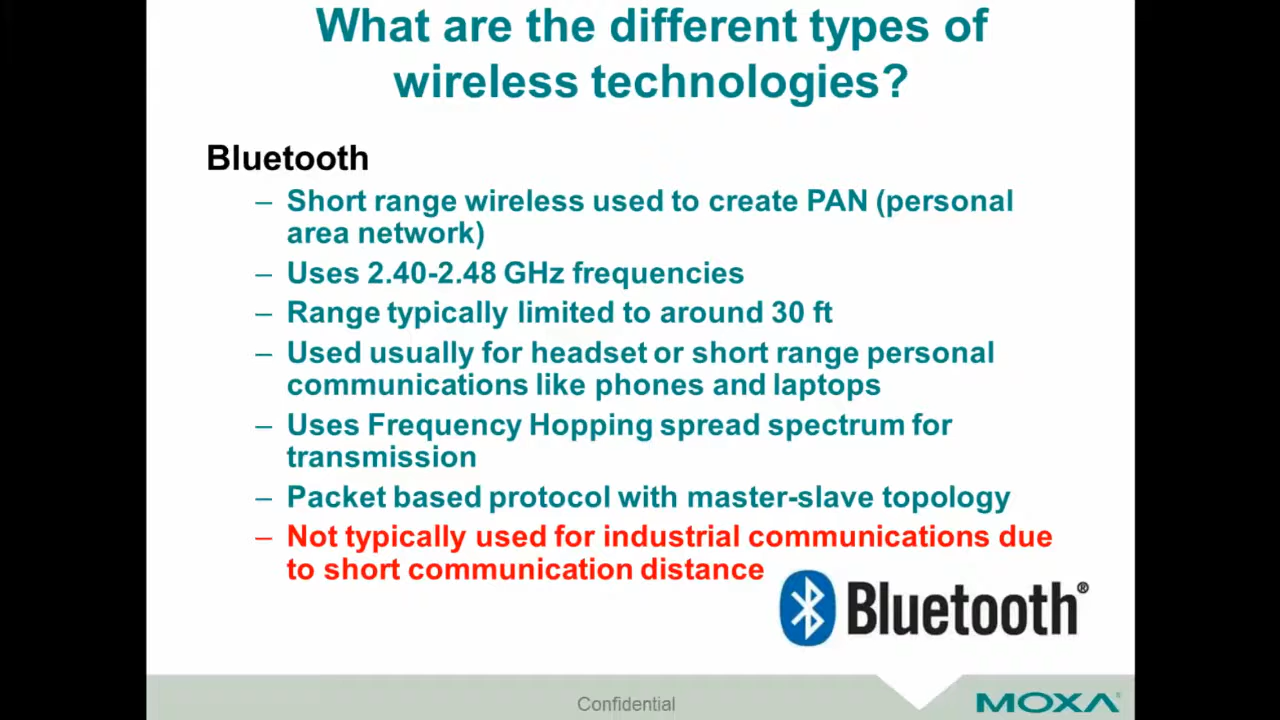 What are the different types of
wireless technologies?
Bluetooth
– Short range wireless used to create PAN (personal
area network)
– Uses 2.40-2.48 GHz frequencies
– Range typically limited to around 30 ft
– Used usually for headset or short range personal
communications like phones and laptops
– Uses Frequency Hopping spread spectrum for
transmission
– Packet based protocol with master-slave topology
– Not typically used for industrial communications due
to short communication distance
Bluetooth®
Confidential
MOXA®